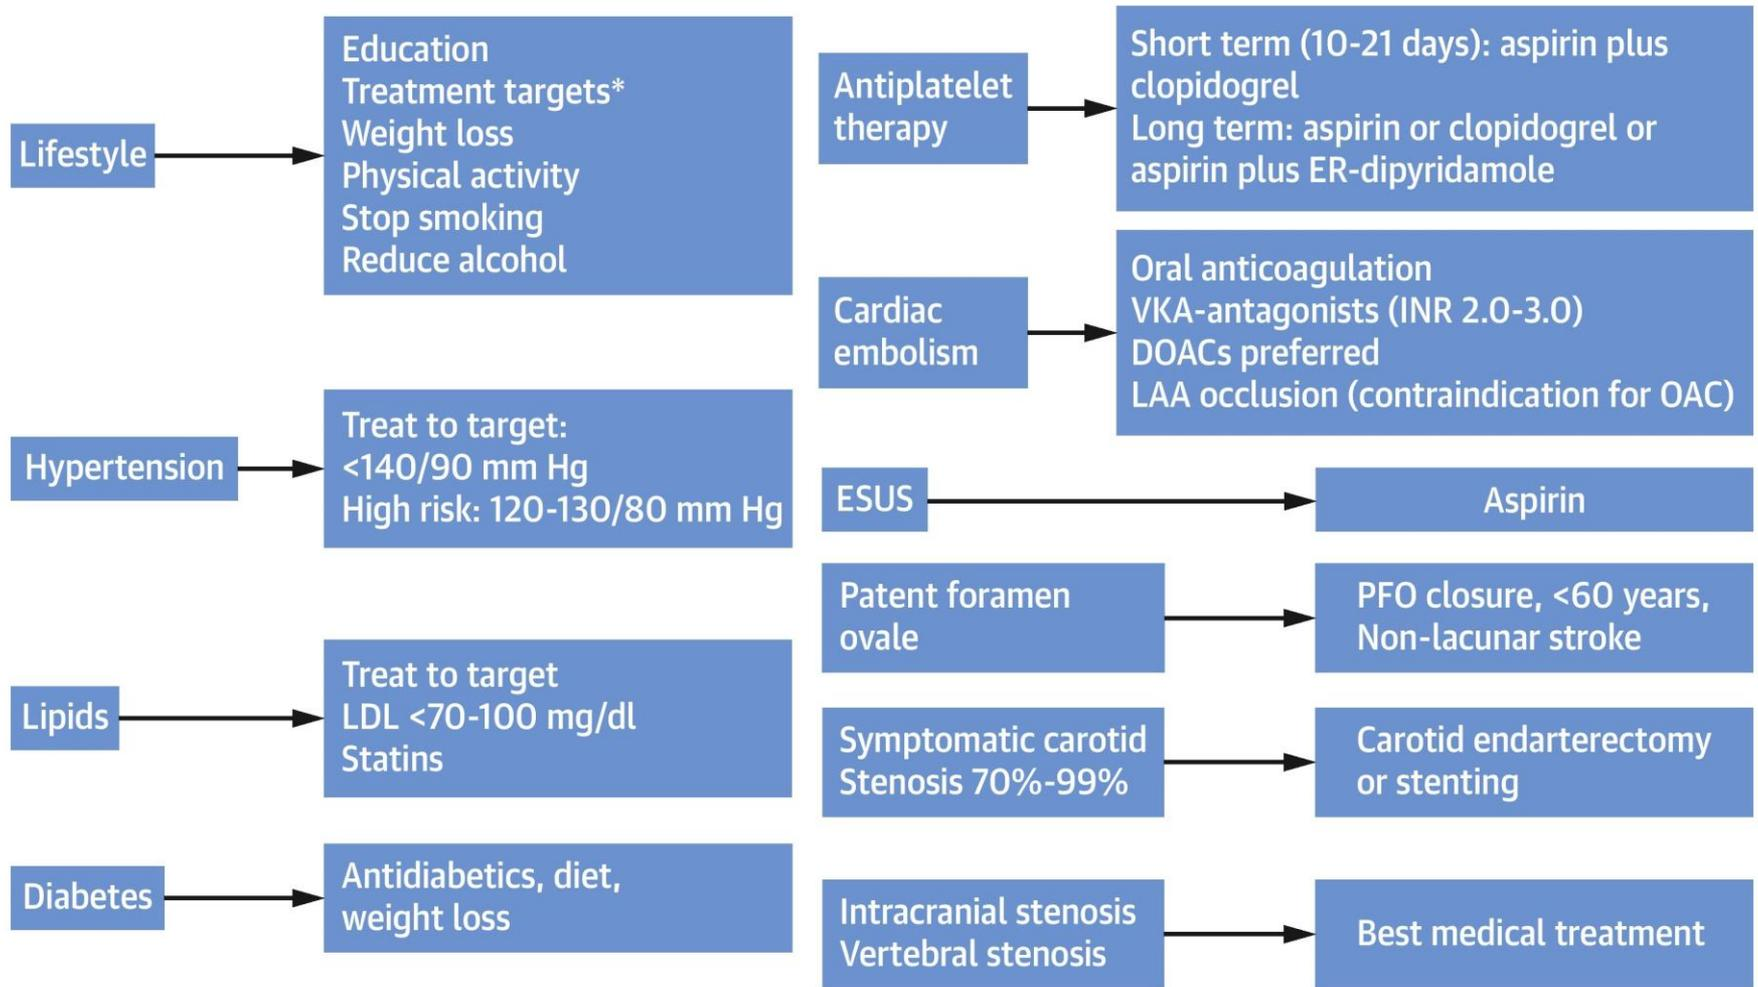 Lifestyle
Education
Treatment targets*
Weight loss
Physical activity
Stop smoking
Reduce alcohol
Hypertension
Treat to target:
<140/90 mm Hg
High risk: 120-130/80 mm Hg
Lipids
Treat to target
LDL <70-100 mg/dl
Statins
Diabetes
Antidiabetics, diet,
weight loss
Antiplatelet
therapy
Short term (10-21 days): aspirin plus
clopidogrel
Long term: aspirin or clopidogrel or
aspirin plus ER-dipyridamole
Cardiac
embolism
Oral anticoagulation
VKA-antagonists (INR 2.0-3.0)
DOACs preferred
LAA occlusion (contraindication for OAC)
ESUS
Aspirin
Patent foramen
ovale
PFO closure, <60 years,
Non-lacunar stroke
Symptomatic carotid
Stenosis 70%-99%
Carotid endarterectomy
or stenting
Intracranial stenosis
Vertebral stenosis
Best medical treatment